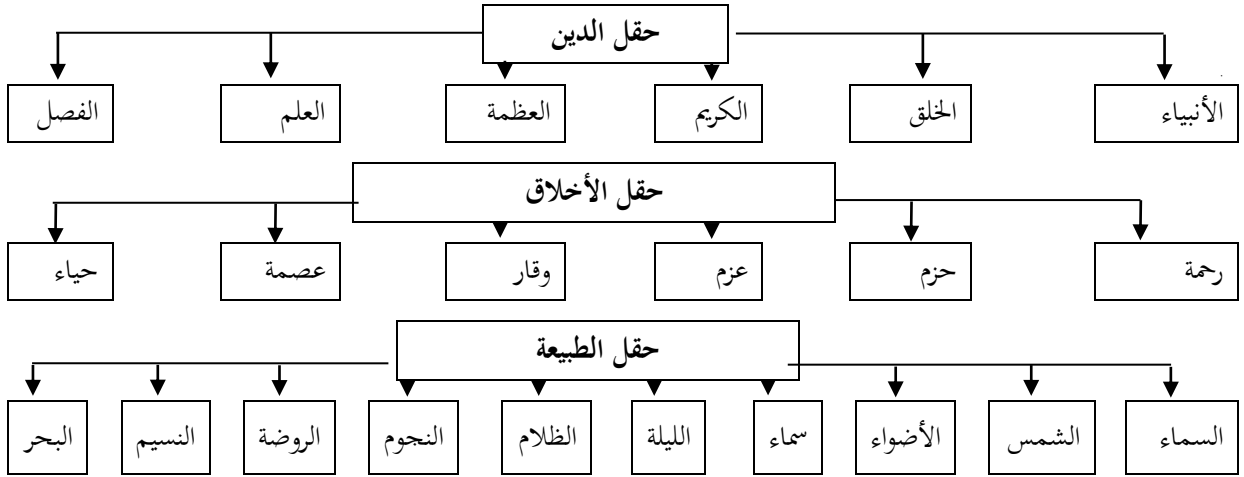 حقل الدين
الأنبياء الخلق الكريم العظمة العلم الفصل
حقل الأخلاق
رحمة حزم عزم وقار عصمة حياء
حقل الطبيعة
السماء الشمس الأضواء سماء الليلة الظلام النجوم الروضة النسيم البحر